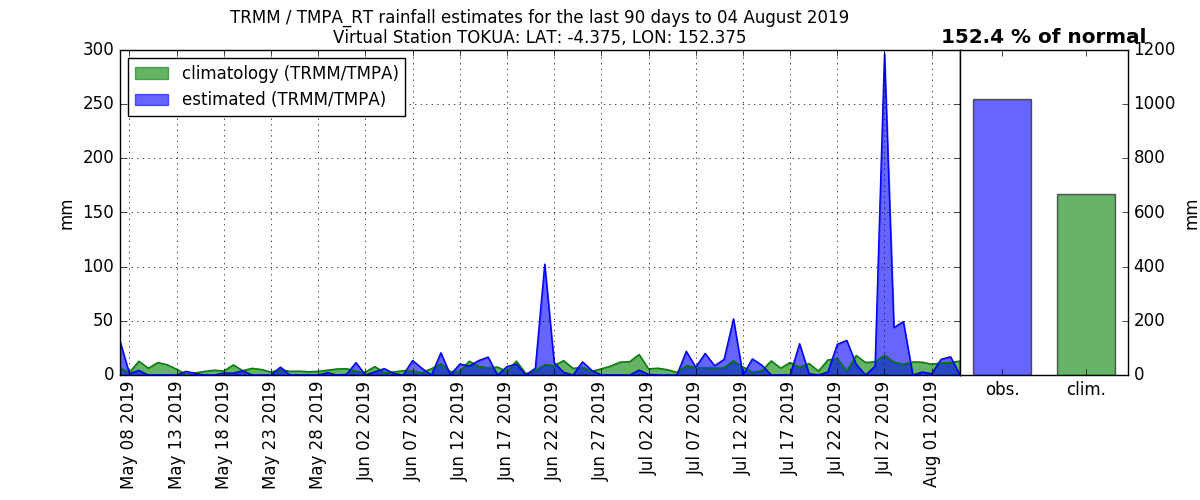 TRMM / TMPA_RT rainfall estimates for the last 90 days to 04 August 2019
Virtual Station TOKUA: LAT: -4.375, LON: 152.375
152.4 % of normal
climatology (TRMM/TMPA)
estimated (TRMM/TMPA)
mm
300
250
200
150
100
50
0
May 08 2019
May 13 2019
May 18 2019
May 23 2019
May 28 2019
Jun 02 2019
Jun 07 2019
Jun 12 2019
Jun 17 2019
Jun 22 2019
Jun 27 2019
Jul 02 2019
Jul 07 2019
Jul 12 2019
Jul 17 2019
Jul 22 2019
Jul 27 2019
Aug 01 2019
1200
1000
800
600
400
200
0
mm
obs.
clim.